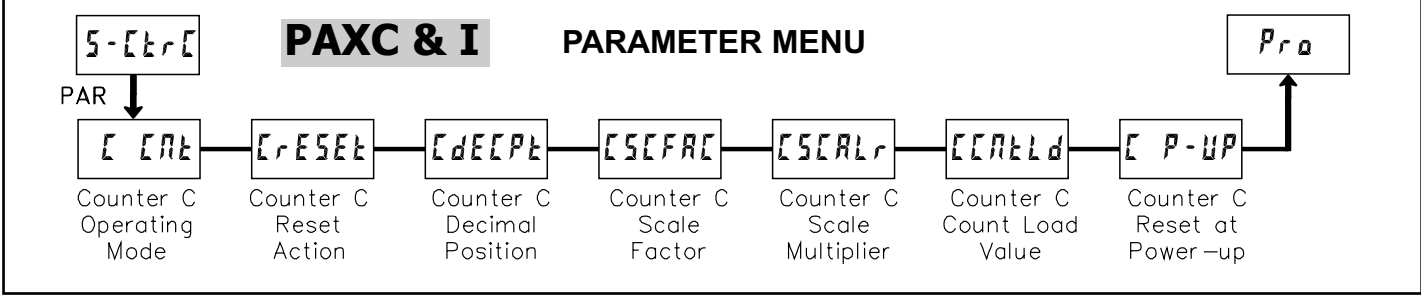 5-CtrC
PAXC & I PARAMETER MENU
Pro
PAR
C Cnt
CrESEt
CdECPt
CSCFAC
CSCALr
CCntLd
C P-UP
Counter C
Operating
Mode
Counter C
Reset
Action
Counter C
Decimal
Position
Counter C
Scale
Factor
Counter C
Scale
Multiplier
Counter C
Count Load
Value
Counter C
Reset at
Power-up